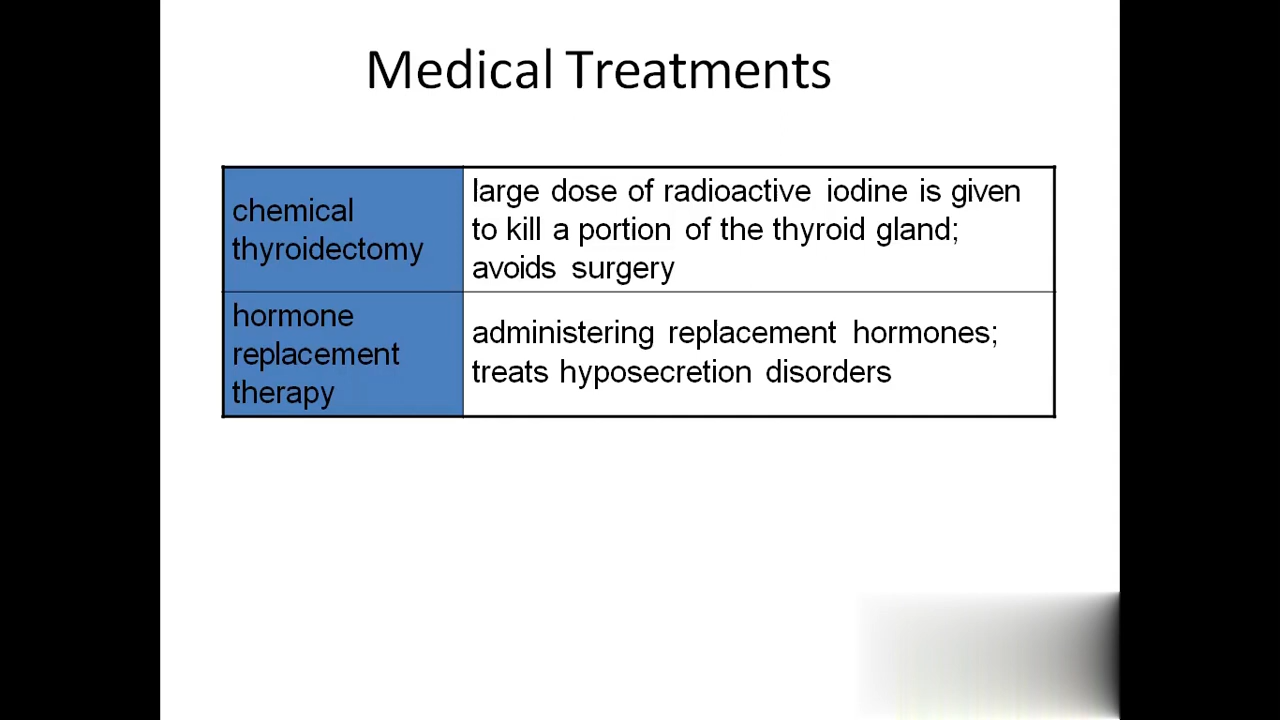 Medical Treatments
chemical
thyroidectomy
large dose of radioactive iodine is given
to kill a portion of the thyroid gland;
avoids surgery
hormone
replacement
therapy
administering replacement hormones;
treats hyposecretion disorders